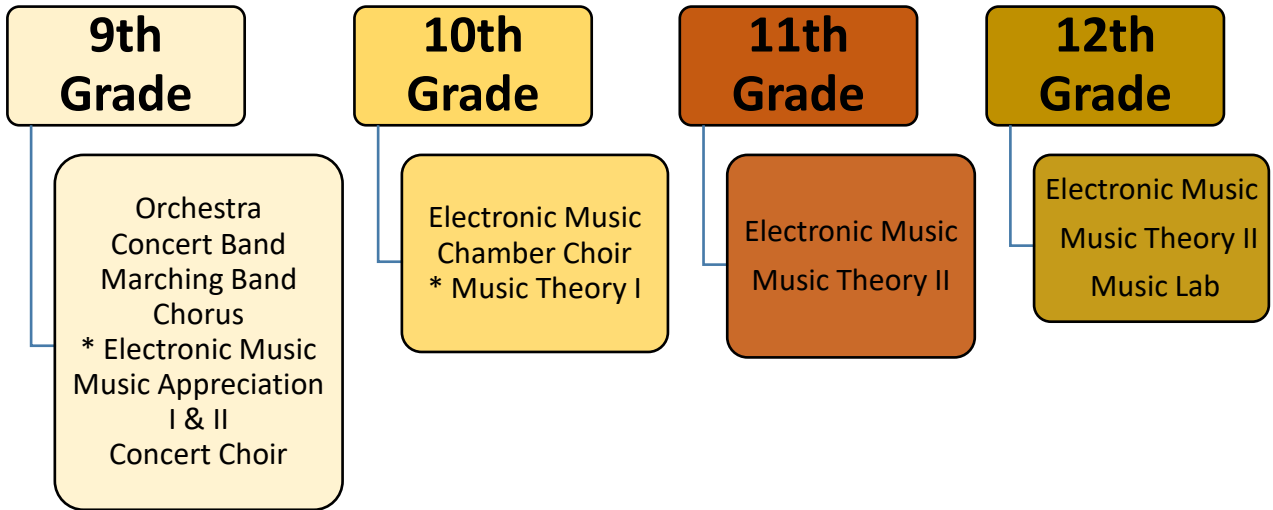 9th
Grade
Orchestra
Concert Band
Marching Band
Chorus
* Electronic Music
Music Appreciation
I & II
Concert Choir
10th
Grade
Electronic Music
Chamber Choir
* Music Theory I
11th
Grade
Electronic Music
Music Theory II
12th
Grade
Electronic Music
Music Theory II
Music Lab